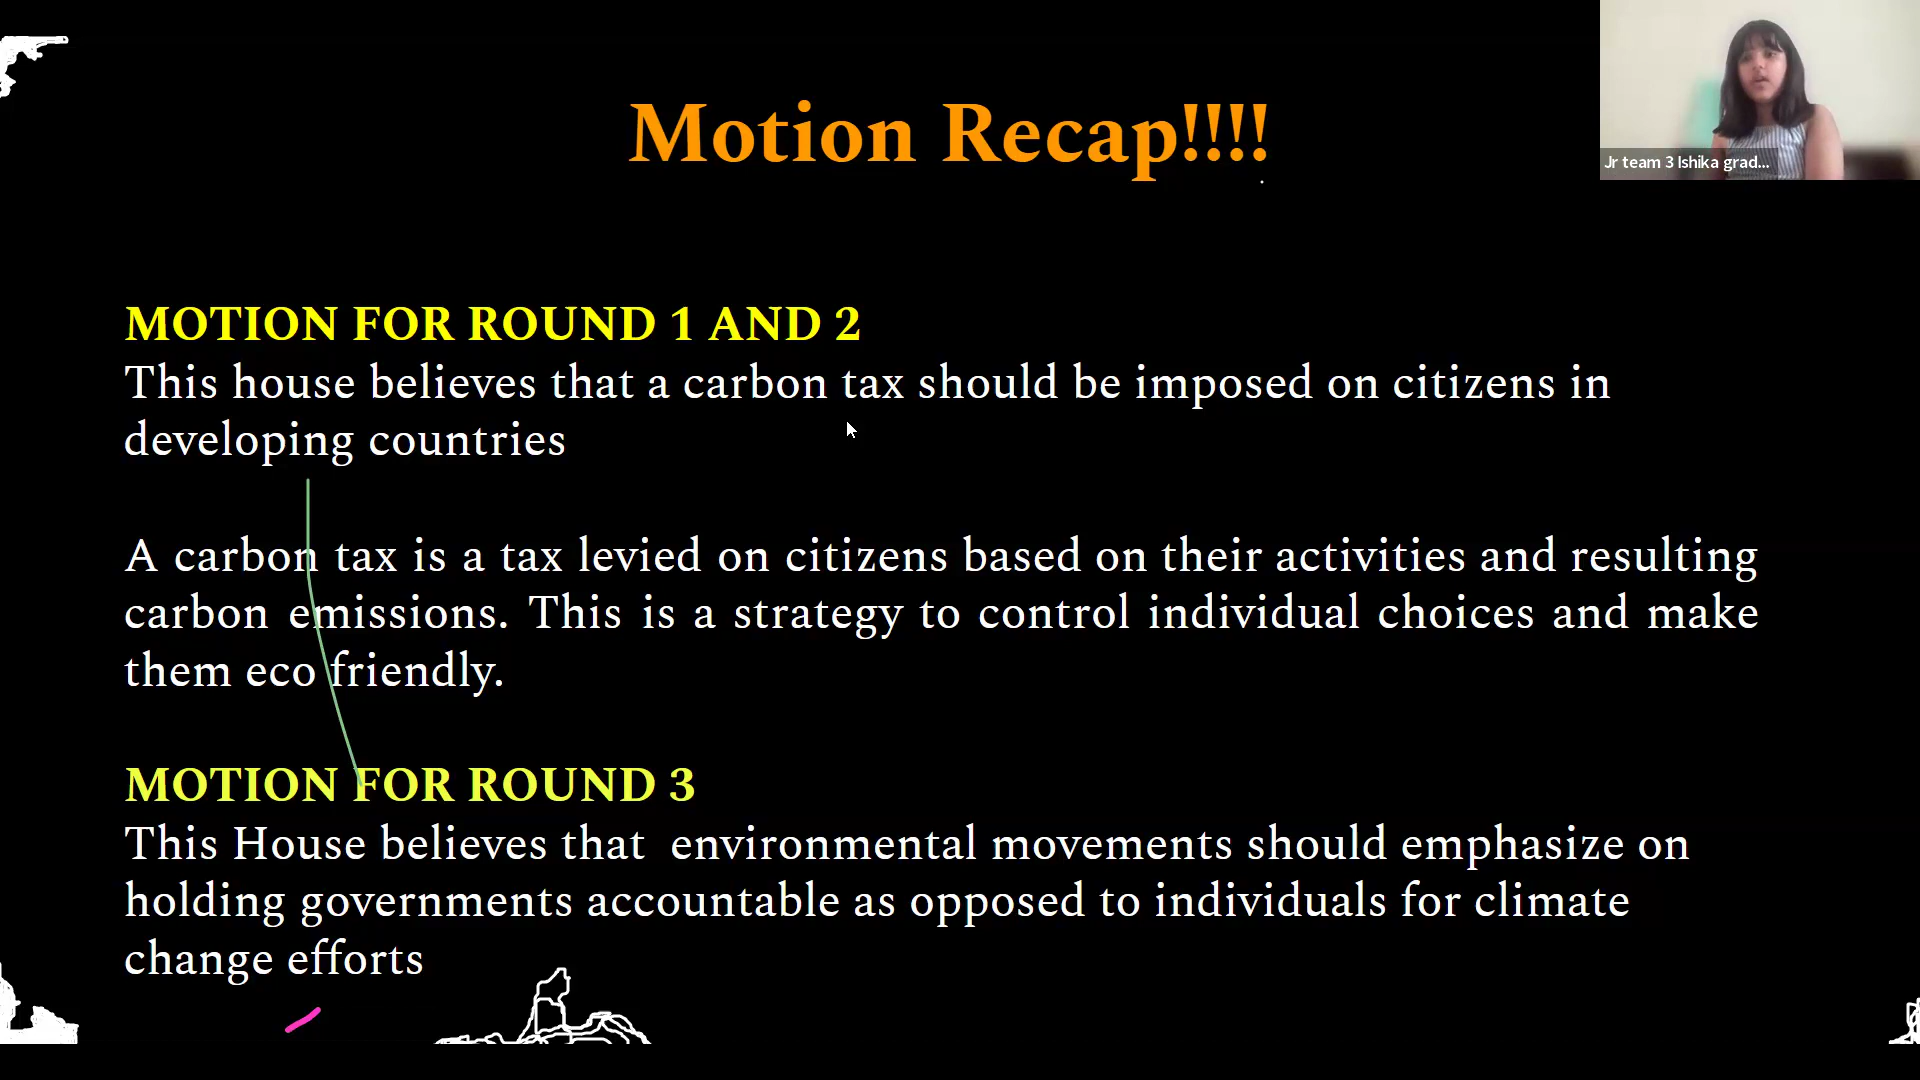 Motion Recap!!!!
Jr team 3 Ishika grad...
MOTION FOR ROUND 1 AND 2
This house believes that a carbon tax should be imposed on citizens in
developing countries
A carbon tax is a tax levied on citizens based on their activities and resulting
carbon emissions. This is a strategy to control individual choices and make
them eco friendly.
MOTION FOR ROUND 3
This House believes that environmental movements should emphasize on
holding governments accountable as opposed to individuals for climate
change efforts